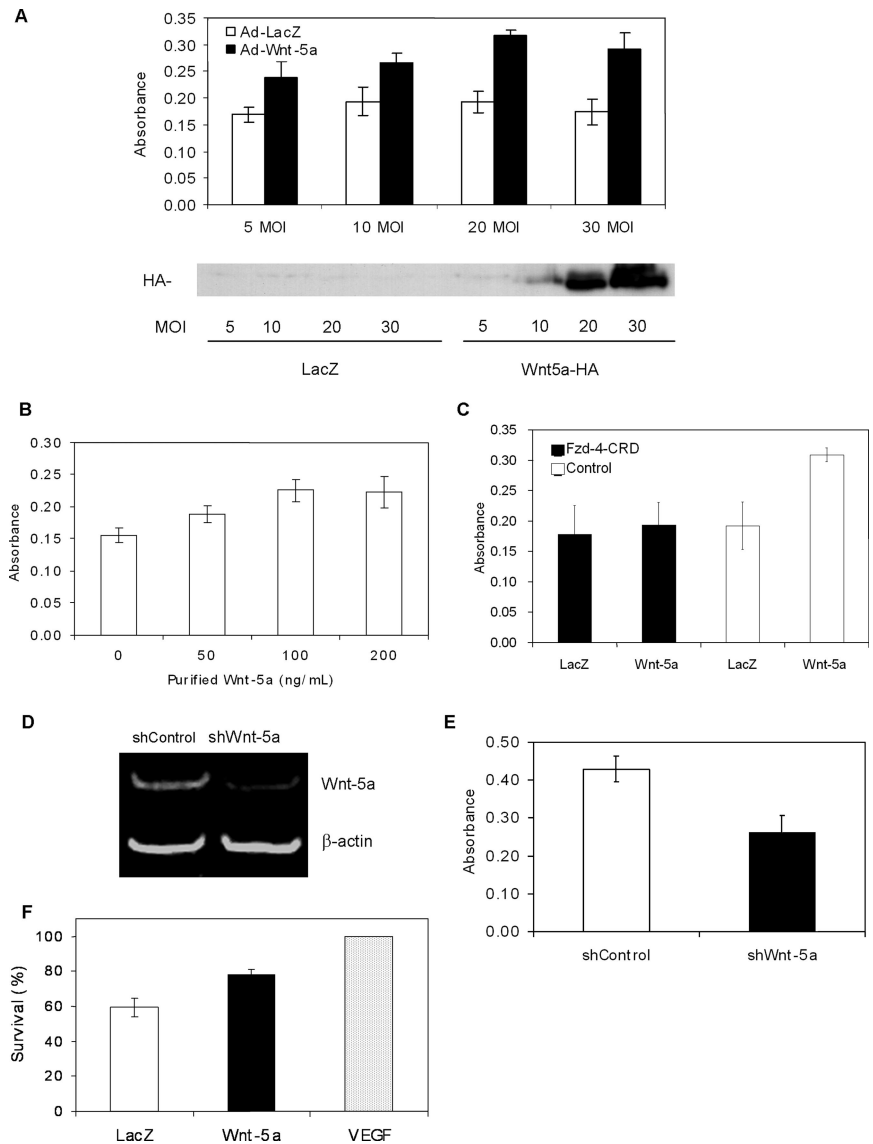 A
0.35
0.30
0.25
0.20
0.15
0.10
0.05
0.00
Absorbance
Ad-LacZ
Ad-Wnt-5a
5 MOI
10 MOI
20 MOI
30 MOI
HA-
MOI 5 10 20 30 5 10 20 30
LacZ Wnt5a-HA
B
0.30
0.25
0.20
0.15
0.10
0.05
0.00
Absorbance
0 50 100 200
Purified Wnt-5a (ng/mL)
C
0.35
0.30
0.25
0.20
0.15
0.10
0.05
0.00
Absorbance
Fzd-4-CRD
Control
LacZ Wnt-5a LacZ Wnt-5a
D
shControl shWnt-5a
Wnt-5a
β-actin
E
0.50
0.40
0.30
0.20
0.10
0.00
Absorbance
shControl shWnt-5a
F
100
80
60
40
20
0
Survival (%)
LacZ Wnt-5a VEGF